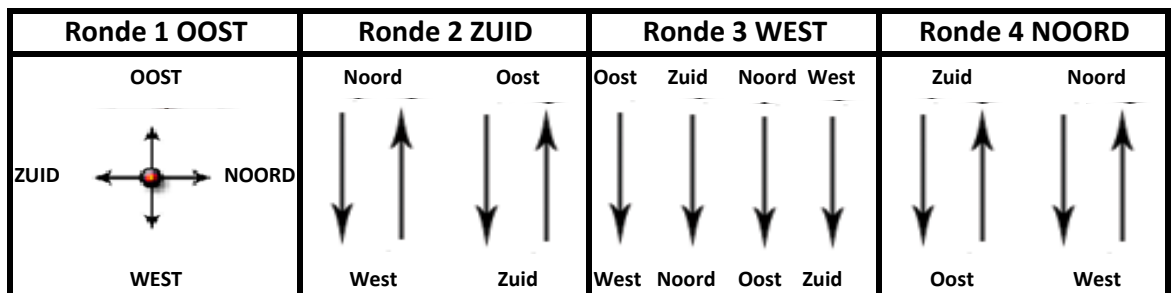 Ronde 1 OOST Ronde 2 ZUID Ronde 3 WEST Ronde 4 NOORD
OOST Noord Oost Oost Zuid Noord West Zuid Noord
ZUID NOORD
WEST West Zuid West Noord Oost Zuid Oost West